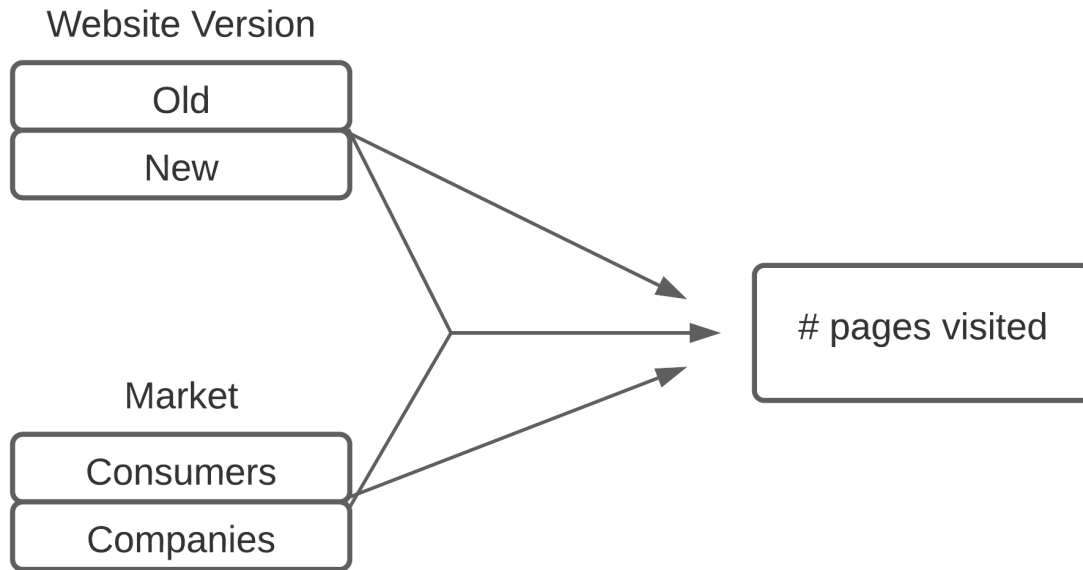 Website Version
Old
New
# pages visited
Market
Consumers
Companies